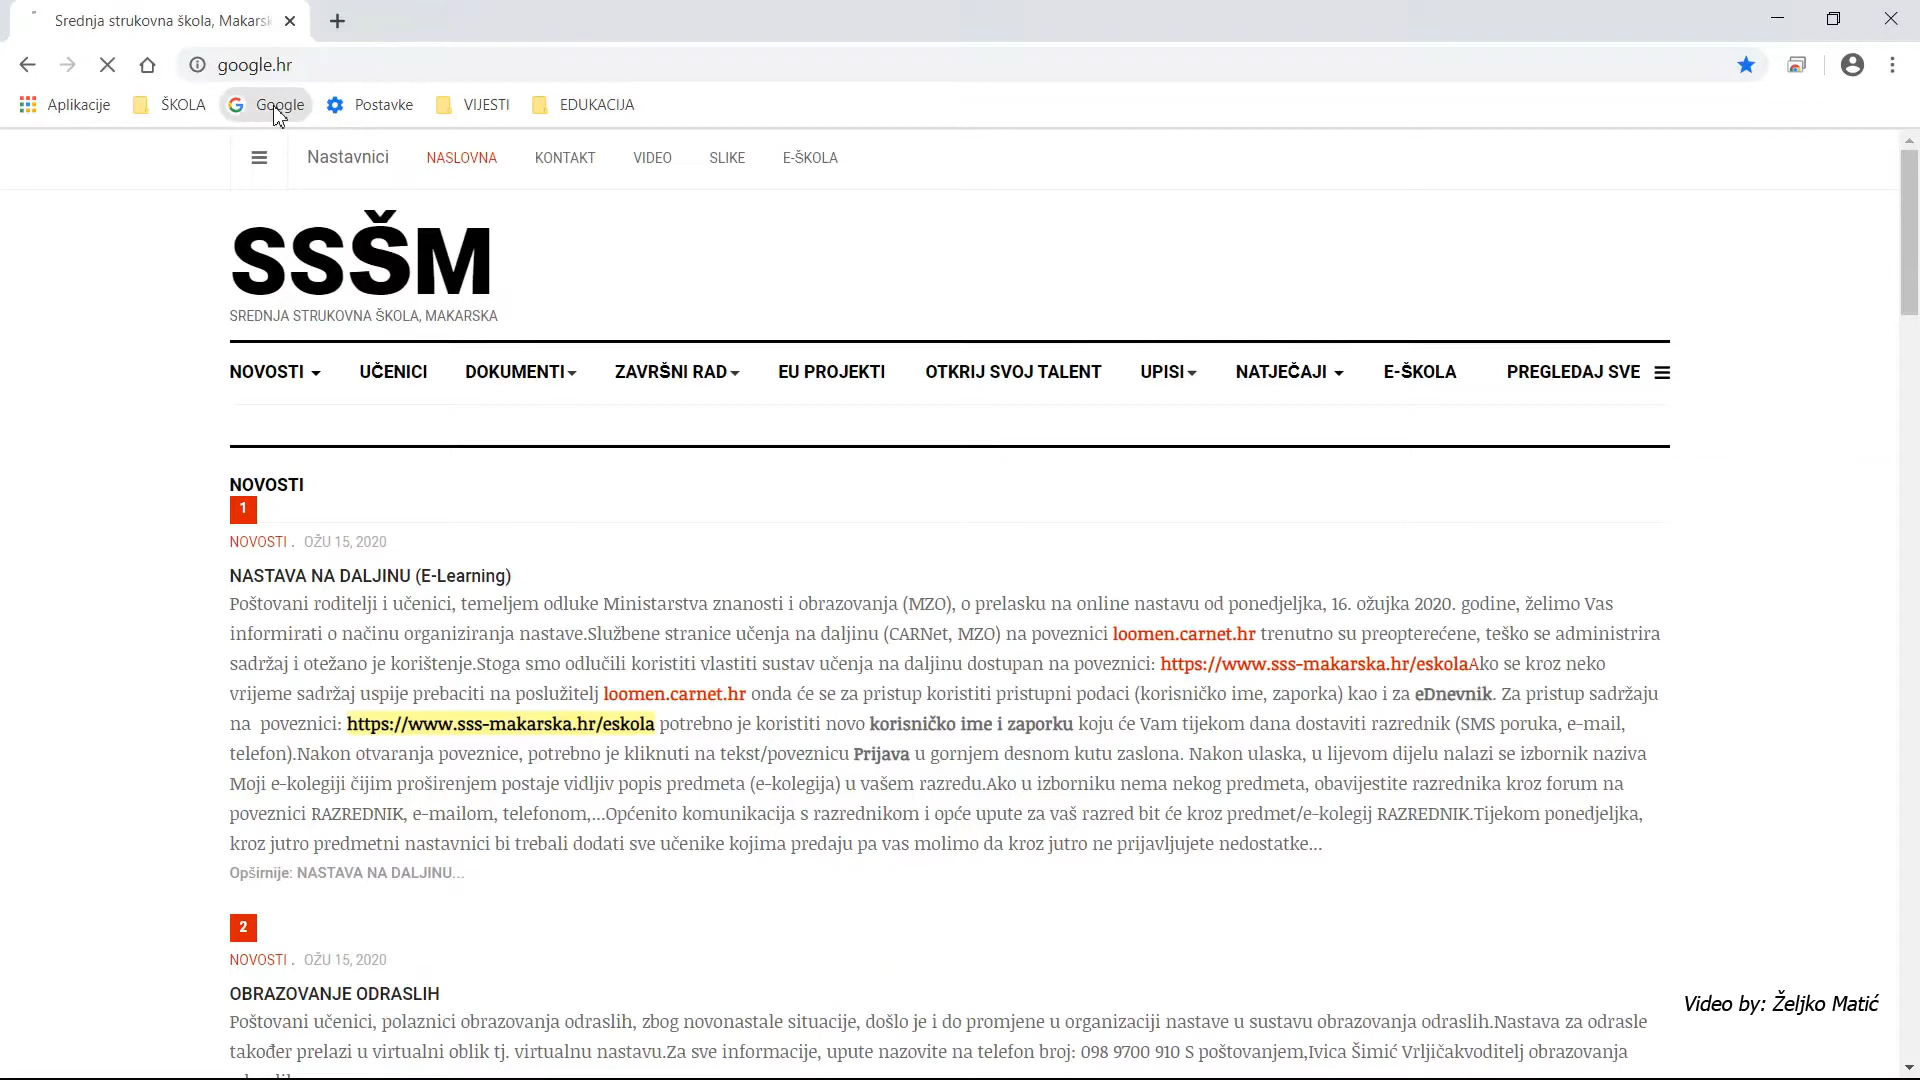 Srednja strukovna škola, Makarsk
google.hr
Aplikacije ŠKOLA Google Postavke VIJESTI EDUKACIJA
Nastavnici NASLOVNA KONTAKT VIDEO SLIKE E-ŠKOLA
SSŠM
SREDNJA STRUKOVNA ŠKOLA, MAKARSKA
NOVOSTI UČENICI DOKUMENTI ZAVRŠNI RAD EU PROJEKTI OTKRIJ SVOJ TALENT UPISI NATJEČAJI E-ŠKOLA PREGLEDAJ SVE
NOVOSTI
1
NOVOSTI . OŽU 15, 2020
NASTAVA NA DALJINU (E-Learning)
Poštovani roditelji i učenici, temeljem odluke Ministarstva znanosti i obrazovanja (MZO), o prelasku na online nastavu od ponedjeljka, 16. ožujka 2020. godine, želimo Vas
informirati o načinu organiziranja nastave.Službene stranice učenja na daljinu (CARNet, MZO) na poveznici loomen.carnet.hr trenutno su preopterećene, teško se administrira
sadržaj i otežano je korištenje.Stoga smo odlučili koristiti vlastiti sustav učenja na daljinu dostupan na poveznici: https://www.sss-makarska.hr/eskolaAko se kroz neko
vrijeme sadržaj uspije prebaciti na poslužitelj loomen.carnet.hr onda će se za pristup koristiti pristupni podaci (korisničko ime, zaporka) kao i za eDnevnik. Za pristup sadržaju
na poveznici: https://www.sss-makarska.hr/eskola potrebno je koristiti novo korisničko ime i zaporku koju će Vam tijekom dana dostaviti razrednik (SMS poruka, e-mail,
telefon).Nakon otvaranja poveznice, potrebno je kliknuti na tekst/poveznicu Prijava u gornjem desnom kutu zaslona. Nakon ulaska, u lijevom dijelu nalazi se izbornik naziva
Moji e-kolegiji čijim proširenjem postaje vidljiv popis predmeta (e-kolegija) u vašem razredu.Ako u izborniku nema nekog predmeta, obavijestite razrednika kroz forum na
poveznici RAZREDNIK, e-mailom, telefonom,...Općenito komunikacija s razrednikom i opće upute za vaš razred bit će kroz predmet/e-kolegij RAZREDNIK.Tijekom ponedjeljka,
kroz jutro predmetni nastavnici bi trebali dodati sve učenike kojima predaju pa vas molimo da kroz jutro ne prijavljujete nedostatke...
Opširnije: NASTAVA NA DALJINU...
2
NOVOSTI . OŽU 15, 2020
OBRAZOVANJE ODRASLIH
Video by: Željko Matić
Poštovani učenici, polaznici obrazovanja odraslih, zbog novonastale situacije, došlo je i do promjene u organizaciji nastave u sustavu obrazovanja odraslih.Nastava za odrasle
također prelazi u virtualni oblik tj. virtualnu nastavu.Za sve informacije, upute nazovite na telefon broj: 098 9700 910 S poštovanjem,Ivica Šimić Vrljičakvoditelj obrazovanja